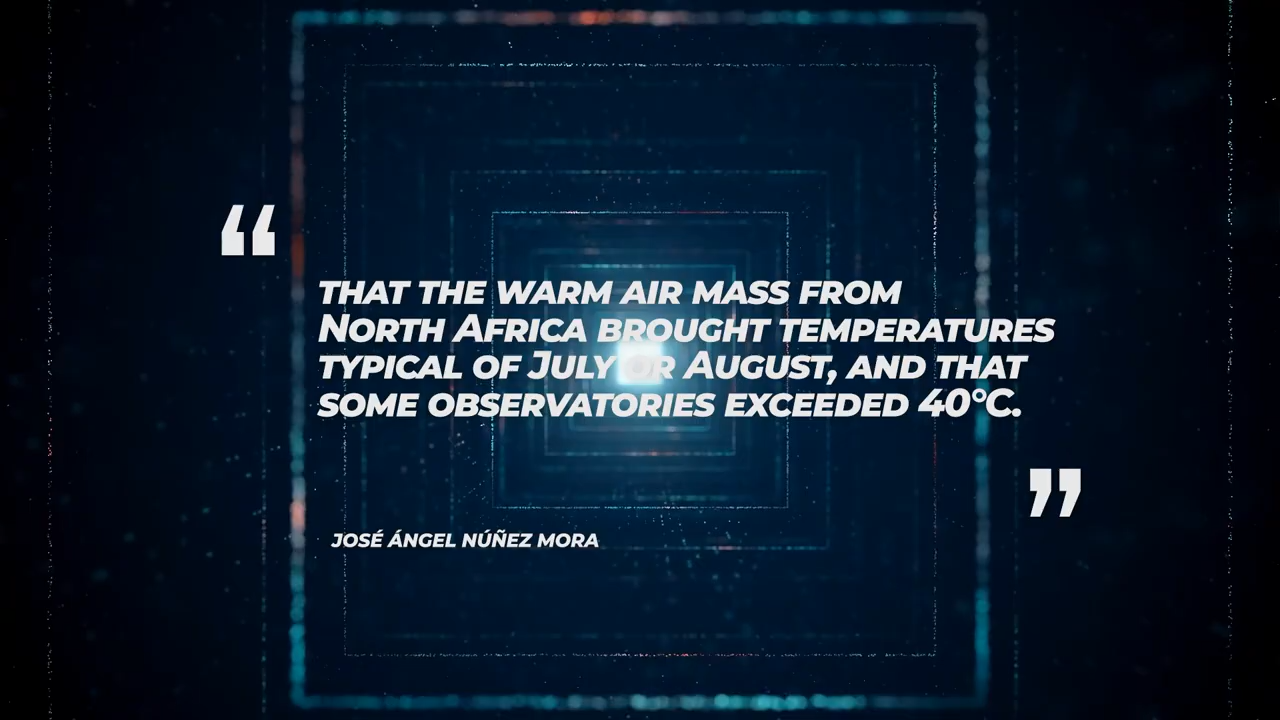 “
THAT THE WARM AIR MASS FROM
NORTH AFRICA BROUGHT TEMPERATURES
TYPICAL OF JULY OR AUGUST, AND THAT
SOME OBSERVATORIES EXCEEDED 40°C.
”
JOSÉ ÁNGEL NÚÑEZ MORA